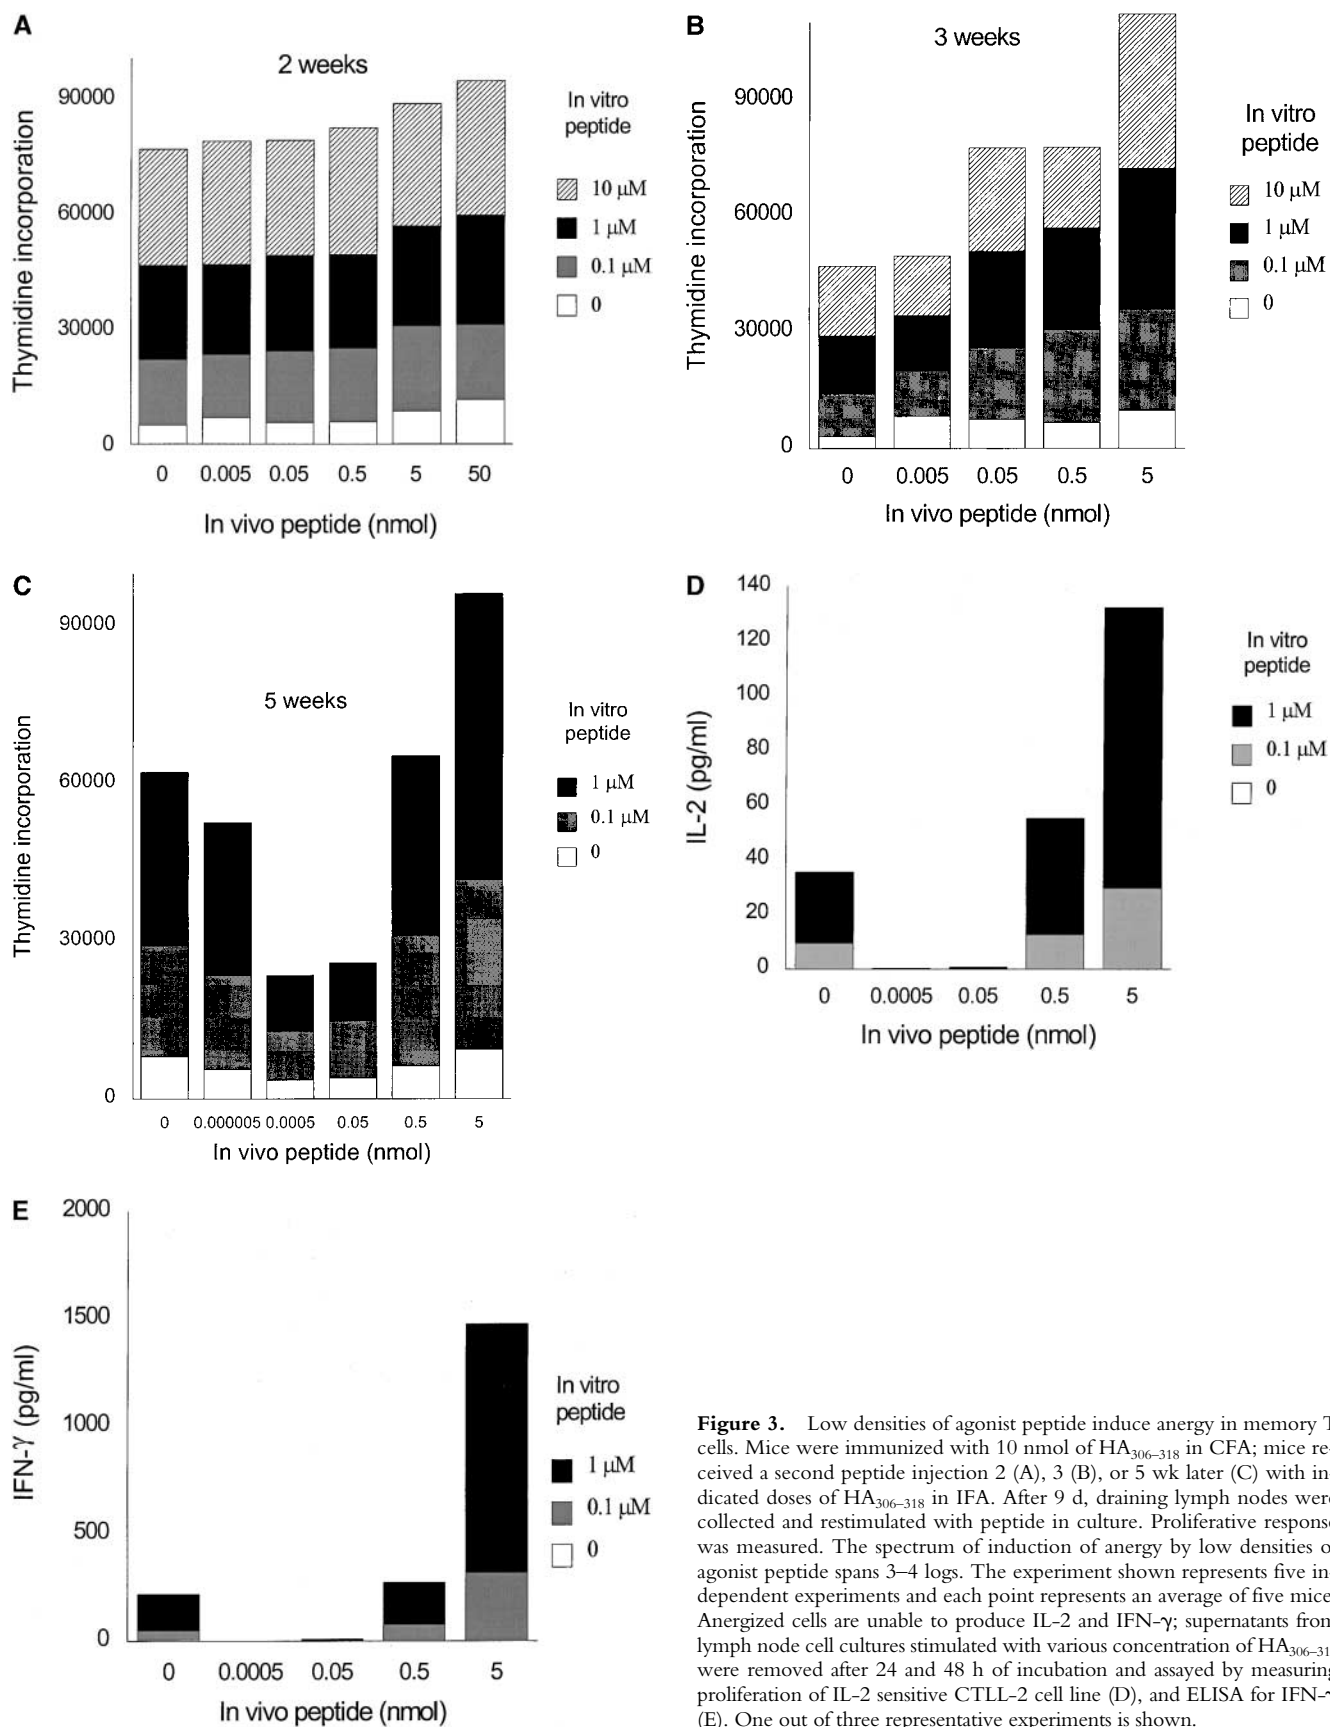 A
2 weeks
Thymidine incorporation
90000
60000
30000
0
0 0.005 0.05 0.5 5 50
In vivo peptide (nmol)
In vitro
peptide
10 μM
1 μM
0.1 μM
0
B
3 weeks
Thymidine incorporation
90000
60000
30000
0
0 0.005 0.05 0.5 5
In vivo peptide (nmol)
In vitro
peptide
10 μM
1 μM
0.1 μM
0
C
5 weeks
Thymidine incorporation
90000
60000
30000
0
0 0.000005 0.0005 0.05 0.5 5
In vivo peptide (nmol)
In vitro
peptide
1 μM
0.1 μM
0
D
IL-2 (pg/ml)
140
120
100
80
60
40
20
0
0 0.0005 0.05 0.5 5
In vivo peptide (nmol)
In vitro
peptide
1 μM
0.1 μM
0
E
IFN-γ (pg/ml)
2000
1500
1000
500
0
0 0.0005 0.05 0.5 5
In vivo peptide (nmol)
In vitro
peptide
1 μM
0.1 μM
0
Figure 3. Low densities of agonist peptide induce anergy in memory T
cells. Mice were immunized with 10 nmol of HA306–318 in CFA; mice re-
ceived a second peptide injection 2 (A), 3 (B), or 5 wk later (C) with in-
dicated doses of HA306–318 in IFA. After 9 d, draining lymph nodes were
collected and restimulated with peptide in culture. Proliferative response
was measured. The spectrum of induction of anergy by low densities o
agonist peptide spans 3–4 logs. The experiment shown represents five in-
dependent experiments and each point represents an average of five mice
Anergized cells are unable to produce IL-2 and IFN-γ; supernatants from
lymph node cell cultures stimulated with various concentration of HA306–31
were removed after 24 and 48 h of incubation and assayed by measuring
proliferation of IL-2 sensitive CTLL-2 cell line (D), and ELISA for IFN-γ
(E). One out of three representative experiments is shown.